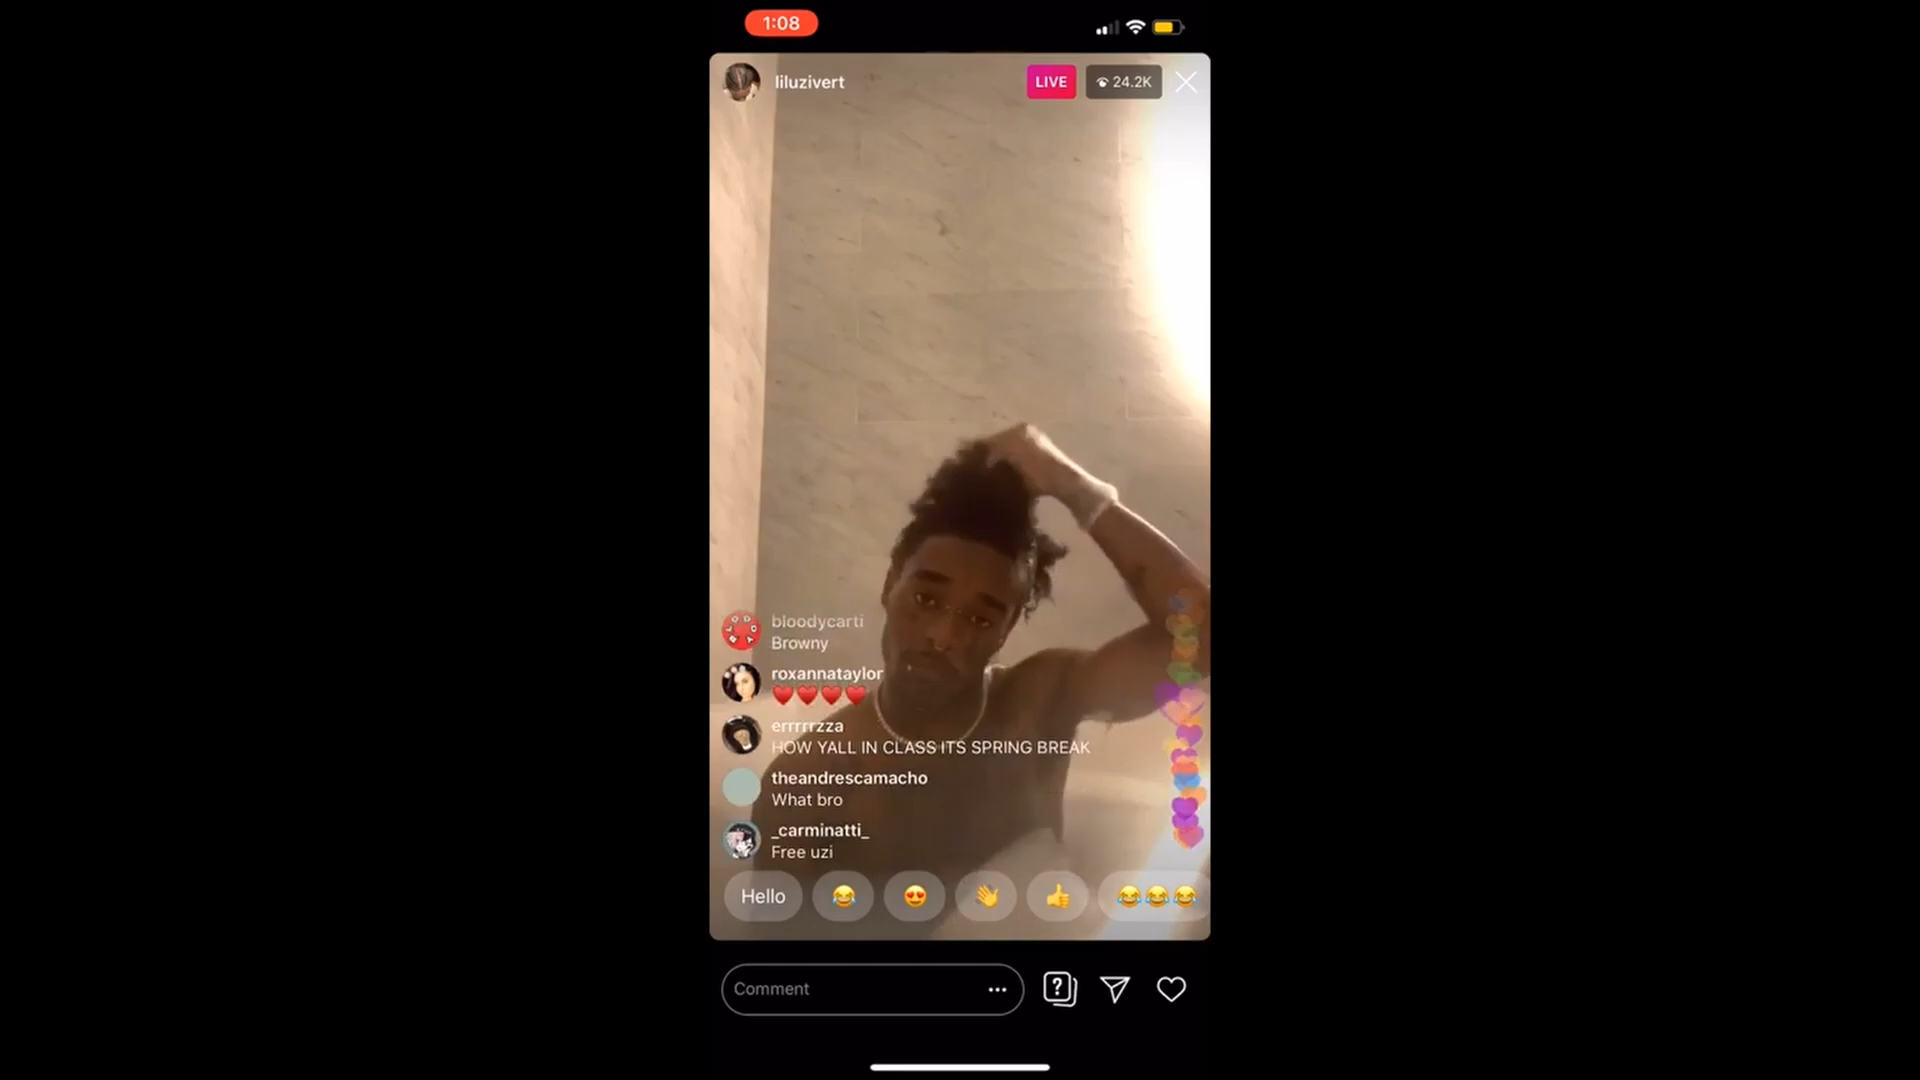 1:08
liluzivert
LIVE
24.2K
bloodycarti
Browny
roxannataylor
❤️❤️❤️❤️
errrrrzza
HOW YALL IN CLASS ITS SPRING BREAK
theandrescamacho
What bro
_carminatti_
Free uzi
Hello
😂 😍 👋 👍 😂😂😂
Comment